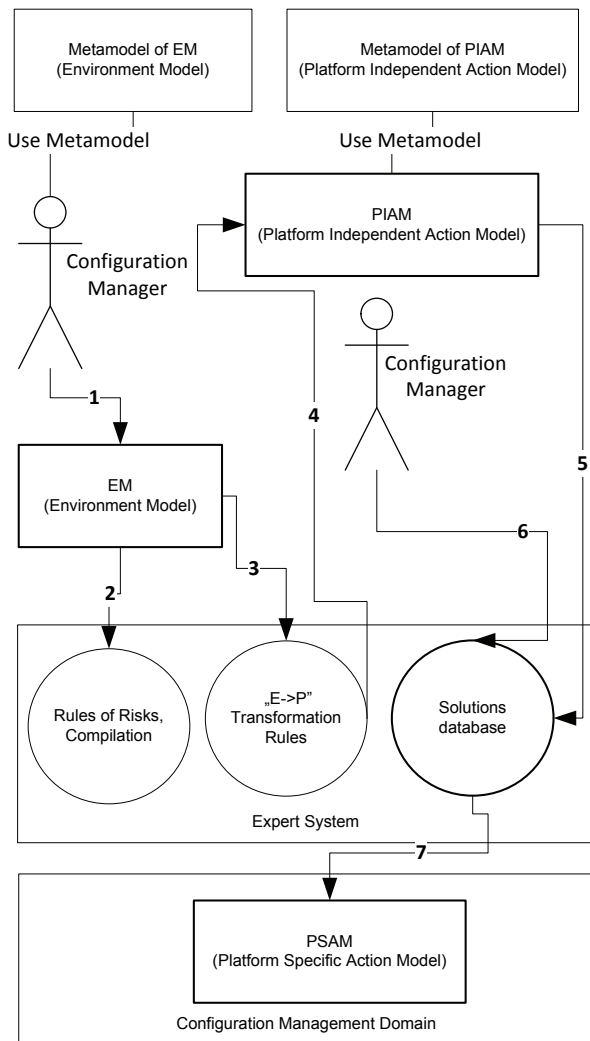 Metamodel of EM
(Environment Model)
Metamodel of PIAM
(Platform Independent Action Model)
Use Metamodel
Use Metamodel
PIAM
(Platform Independent Action Model)
Configuration
Manager
Configuration
Manager
1
4
5
EM
(Environment Model)
6
3
2
Rules of Risks,
Compilation
„E->P”
Transformation
Rules
Solutions
database
Expert System
7
PSAM
(Platform Specific Action Model)
Configuration Management Domain